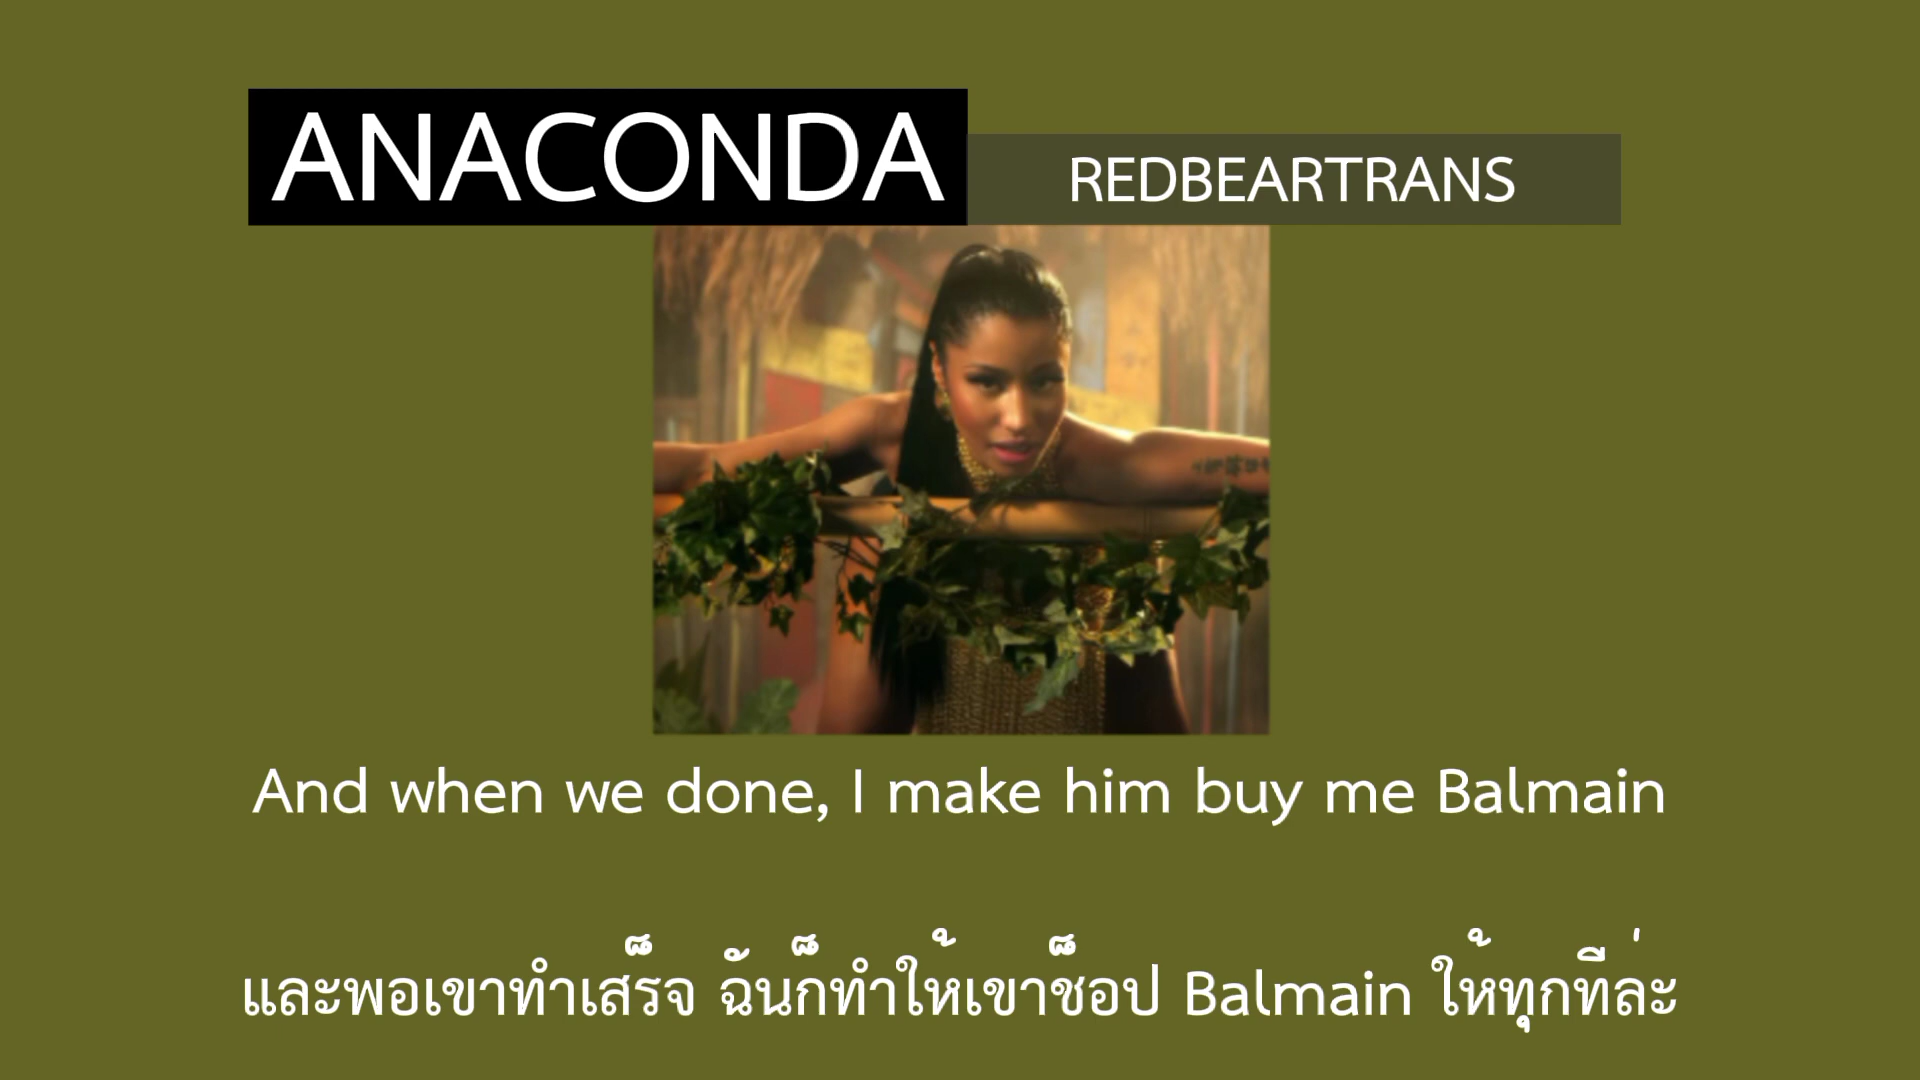 ANACONDA
REDBEARTRANS
And when we done, I make him buy me Balmain
และพอเขาทำเสร็จ ฉันก็ทำให้เขาช็อป Balmain ให้ทุกทีล่ะ